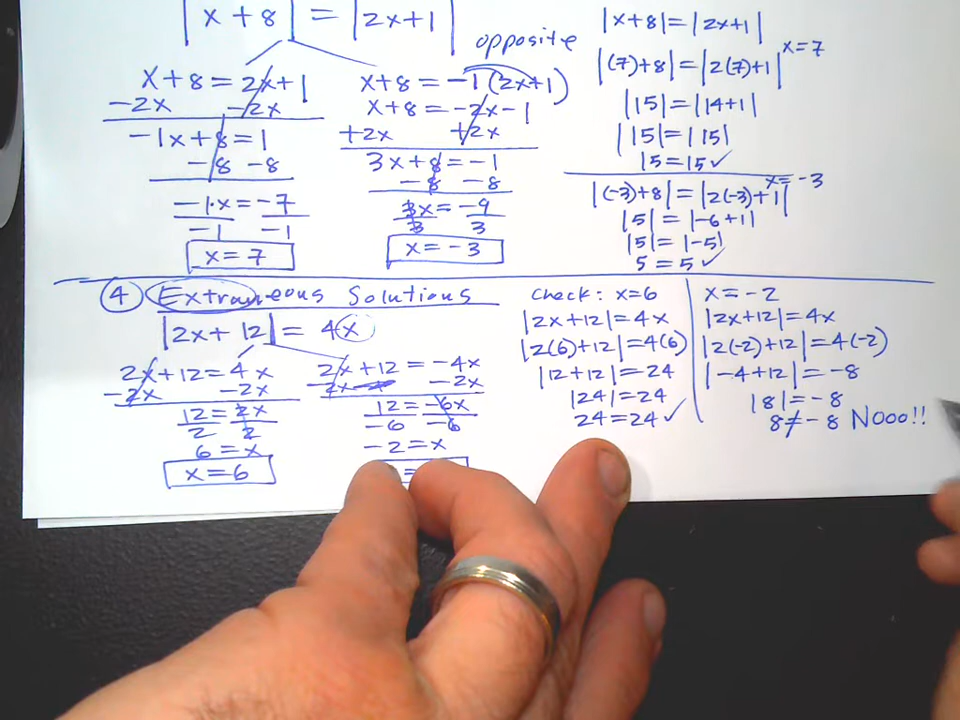 |x + 8| = |2x+1|
opposite
x+8 = 2x+1
-2x -2x
-1x+8 = 1
-8 -8
-1x = -7
-1 -1
x = 7
x+8 = -1(2x+1)
x+8 = -2x-1
+2x +2x
3x+8 = -1
-8 -8
3x = -9
3 3
x = -3
|x+8| = |2x+1|
x=7
|(7)+8| = |2(7)+1|
|15| = |14+1|
|15| = |15|
15 = 15 ✓
x = -3
|(-3)+8| = |2(-3)+1|
|5| = |-6+1|
|5| = |-5|
5 = 5 ✓
4 Extraneous Solutions
|2x+12| = 4x
2x+12 = 4x
-2x -2x
12 = 2x
2 2
6 = x
x = 6
2x+12 = -4x
-2x
12 = -6x
-6 -6
-2 = x
=
check: x=6
|2x+12| = 4x
|2(6)+12| = 4(6)
|12+12| = 24
|24| = 24
24 = 24 ✓
x = -2
|2x+12| = 4x
|2(-2)+12| = 4(-2)
|-4+12| = -8
|8| = -8
8 ≠ -8 Nooo!!